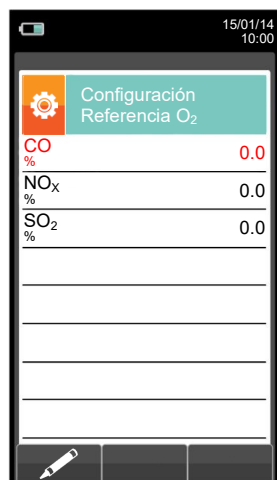 15/01/14
10:00
Configuración
Referencia O₂
CO 0.0
%
NOX 0.0
%
SO₂ 0.0
%